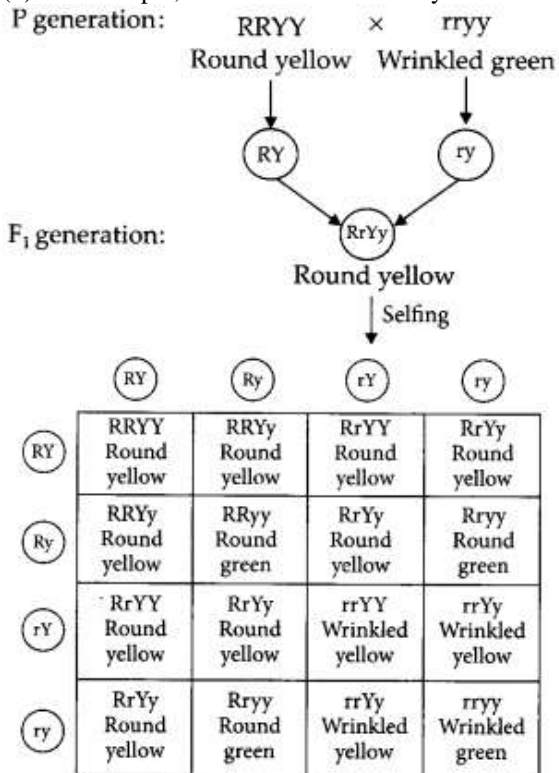 P generation: RRYY × rryy
Round yellow Wrinkled green
RY ry
RrYy
F₁ generation:
Round yellow
Selfing
RY Ry rY ry
RY RRYY RRYy RrYY RrYy
Round Round Round Round
yellow yellow yellow yellow
Ry RRYy RRyy RrYy Rryy
Round Round Round Round
yellow green yellow green
rY RrYY RrYy rrYY rrYy
Round Round Wrinkled Wrinkled
yellow yellow yellow yellow
ry RrYy Rryy rrYy rryy
Round Round Wrinkled Wrinkled
yellow green yellow green